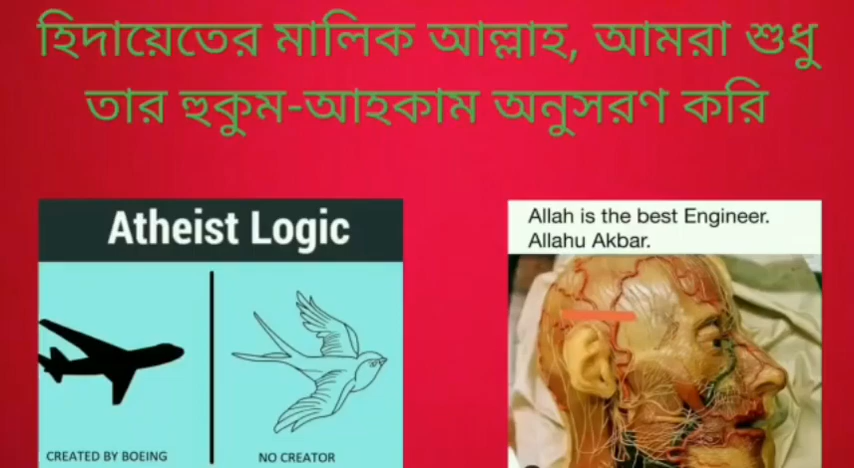 হিদায়েতের মালিক আল্লাহ, আমরা শুধু
তার হুকুম-আহকাম অনুসরণ করি
Atheist Logic
CREATED BY BOEING
NO CREATOR
Allah is the best Engineer.
Allahu Akbar.